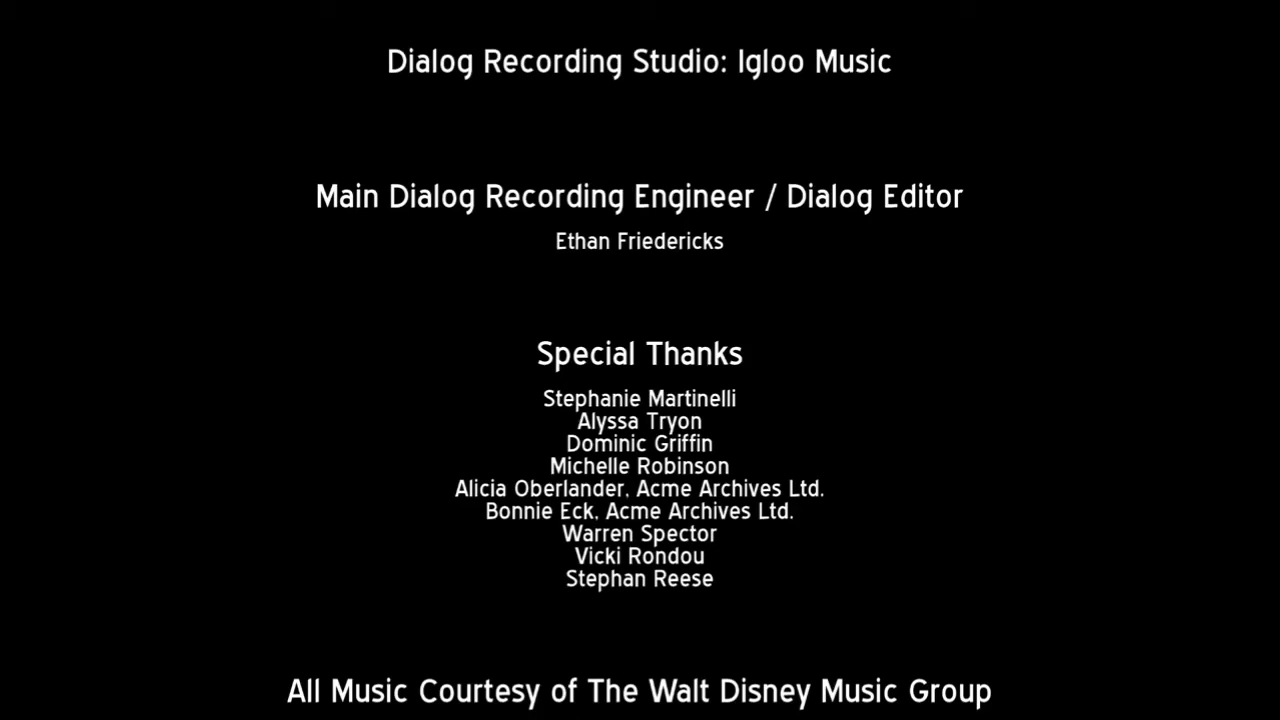 Dialog Recording Studio: Igloo Music
Main Dialog Recording Engineer / Dialog Editor
Ethan Friedericks
Special Thanks
Stephanie Martinelli
Alyssa Tryon
Dominic Griffin
Michelle Robinson
Alicia Oberlander, Acme Archives Ltd.
Bonnie Eck, Acme Archives Ltd.
Warren Spector
Vicki Rondou
Stephan Reese
All Music Courtesy of The Walt Disney Music Group